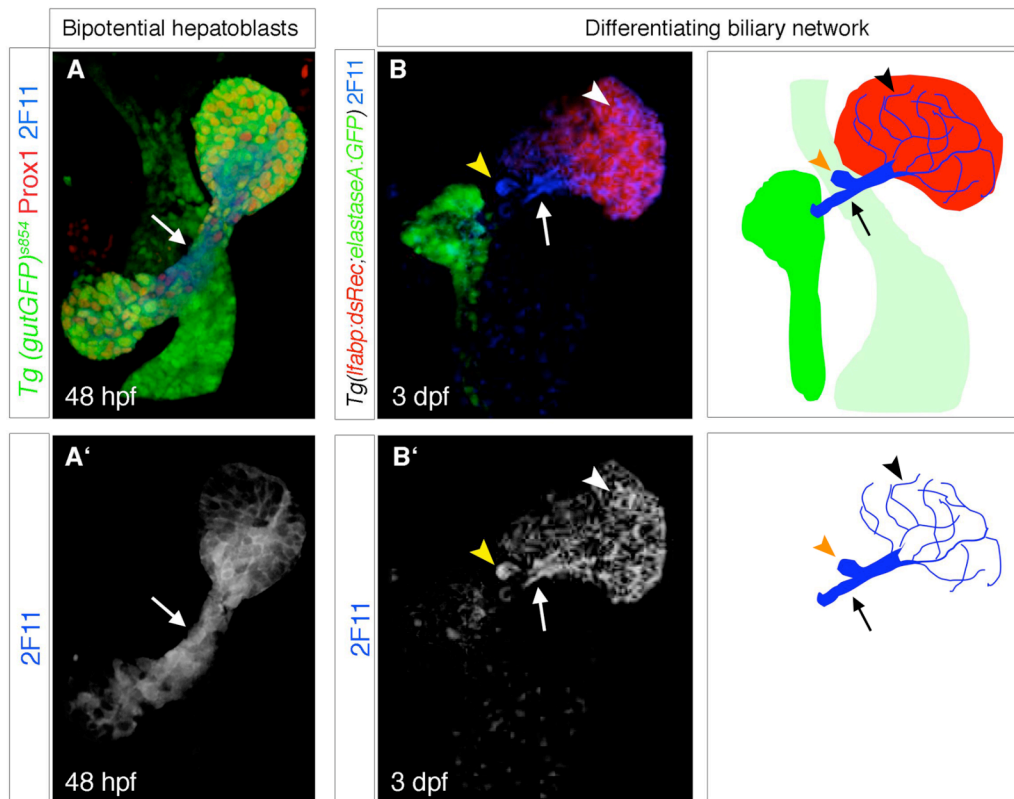 Bipotential hepatoblasts
Differentiating biliary network
Tg (gutGFP)s854 Prox1 2F11
A
48 hpf
Tg(lfabp:dsRec;elastaseA:GFP) 2F11
B
3 dpf
2F11
A'
48 hpf
2F11
B'
3 dpf